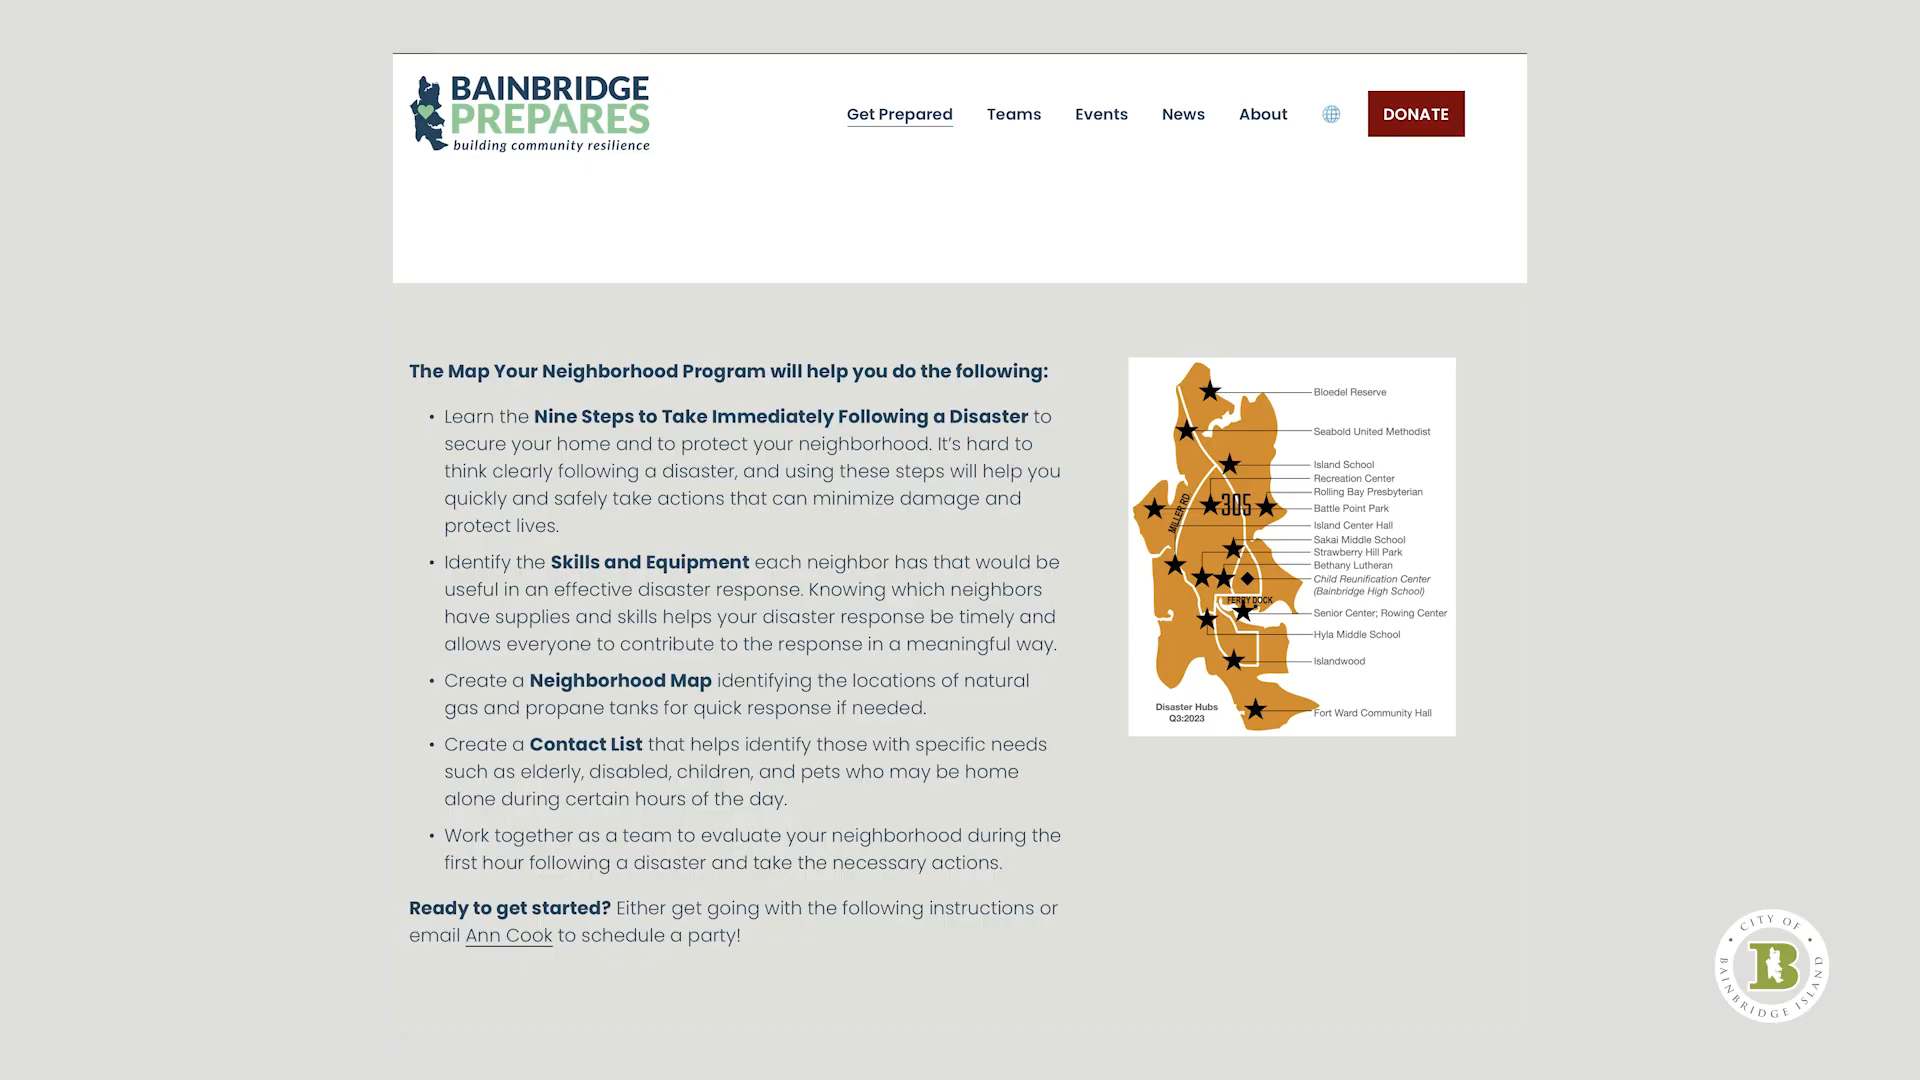 BAINBRIDGE
PREPARES
building community resilience
Get Prepared
Teams
Events
News
About
DONATE
The Map Your Neighborhood Program will help you do the following:
• Learn the Nine Steps to Take Immediately Following a Disaster to
secure your home and to protect your neighborhood. It's hard to
think clearly following a disaster, and using these steps will help you
quickly and safely take actions that can minimize damage and
protect lives.
• Identify the Skills and Equipment each neighbor has that would be
useful in an effective disaster response. Knowing which neighbors
have supplies and skills helps your disaster response be timely and
allows everyone to contribute to the response in a meaningful way.
• Create a Neighborhood Map identifying the locations of natural
gas and propane tanks for quick response if needed.
• Create a Contact List that helps identify those with specific needs
such as elderly, disabled, children, and pets who may be home
alone during certain hours of the day.
• Work together as a team to evaluate your neighborhood during the
first hour following a disaster and take the necessary actions.
Ready to get started? Either get going with the following instructions or
email Ann Cook to schedule a party!
Bloedel Reserve
Seabold United Methodist
Island School
Recreation Center
Rolling Bay Presbyterian
Battle Point Park
Island Center Hall
Sakai Middle School
Strawberry Hill Park
Bethany Lutheran
Child Reunification Center
(Bainbridge High School)
Senior Center; Rowing Center
Hyla Middle School
Islandwood
Fort Ward Community Hall
MILLER RD
305
FERRY DOCK
Disaster Hubs
Q3:2023
CITY OF
B
BAINBRIDGE ISLAND